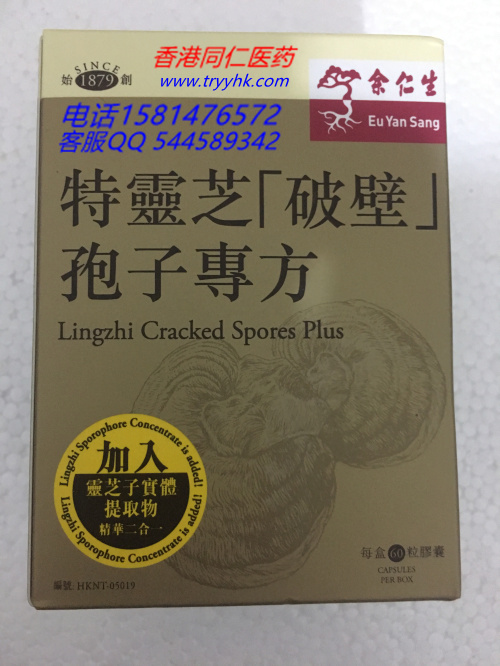 香港同仁医药
www.tryyhk.com
SINCE
始 1879 創
余仁生
Eu Yan Sang
电话15814766572
客服QQ 544589342
特靈芝「破壁」
孢子專方
Lingzhi Cracked Spores Plus
Lingzhi Sporophore Concentrate is added!
加入
靈芝子實體
提取物
精華二合一
Lingzhi Sporophore Concentrate is added!
每盒60粒膠囊
CAPSULES
PER BOX
編號/ HKNT-05019